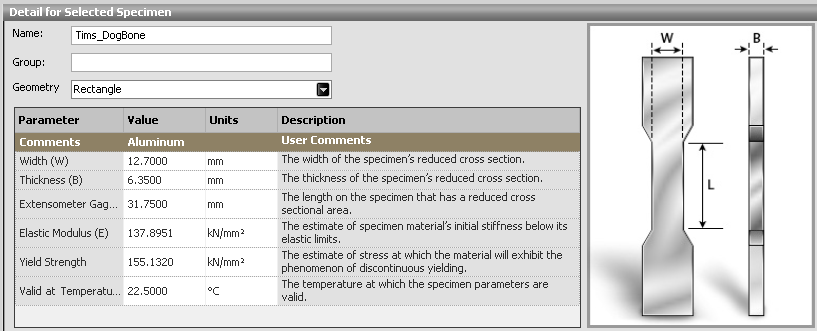 Detail for Selected Specimen
Name: Tims_DogBone
Group:
Geometry Rectangle
Parameter Value Units Description
Comments Aluminum User Comments
Width (W) 12.7000 mm The width of the specimen's reduced cross section.
Thickness (B) 6.3500 mm The thickness of the specimen's reduced cross section.
Extensometer Gag... 31.7500 mm The length on the specimen that has a reduced cross
sectional area.
Elastic Modulus (E) 137.8951 kN/mm² The estimate of specimen material's initial stiffness below its
elastic limits.
Yield Strength 155.1320 kN/mm² The estimate of stress at which the material will exhibit the
phenomenon of discontinuous yielding.
Valid at Temperatu... 22.5000 °C The temperature at which the specimen parameters are
valid.
W B
L